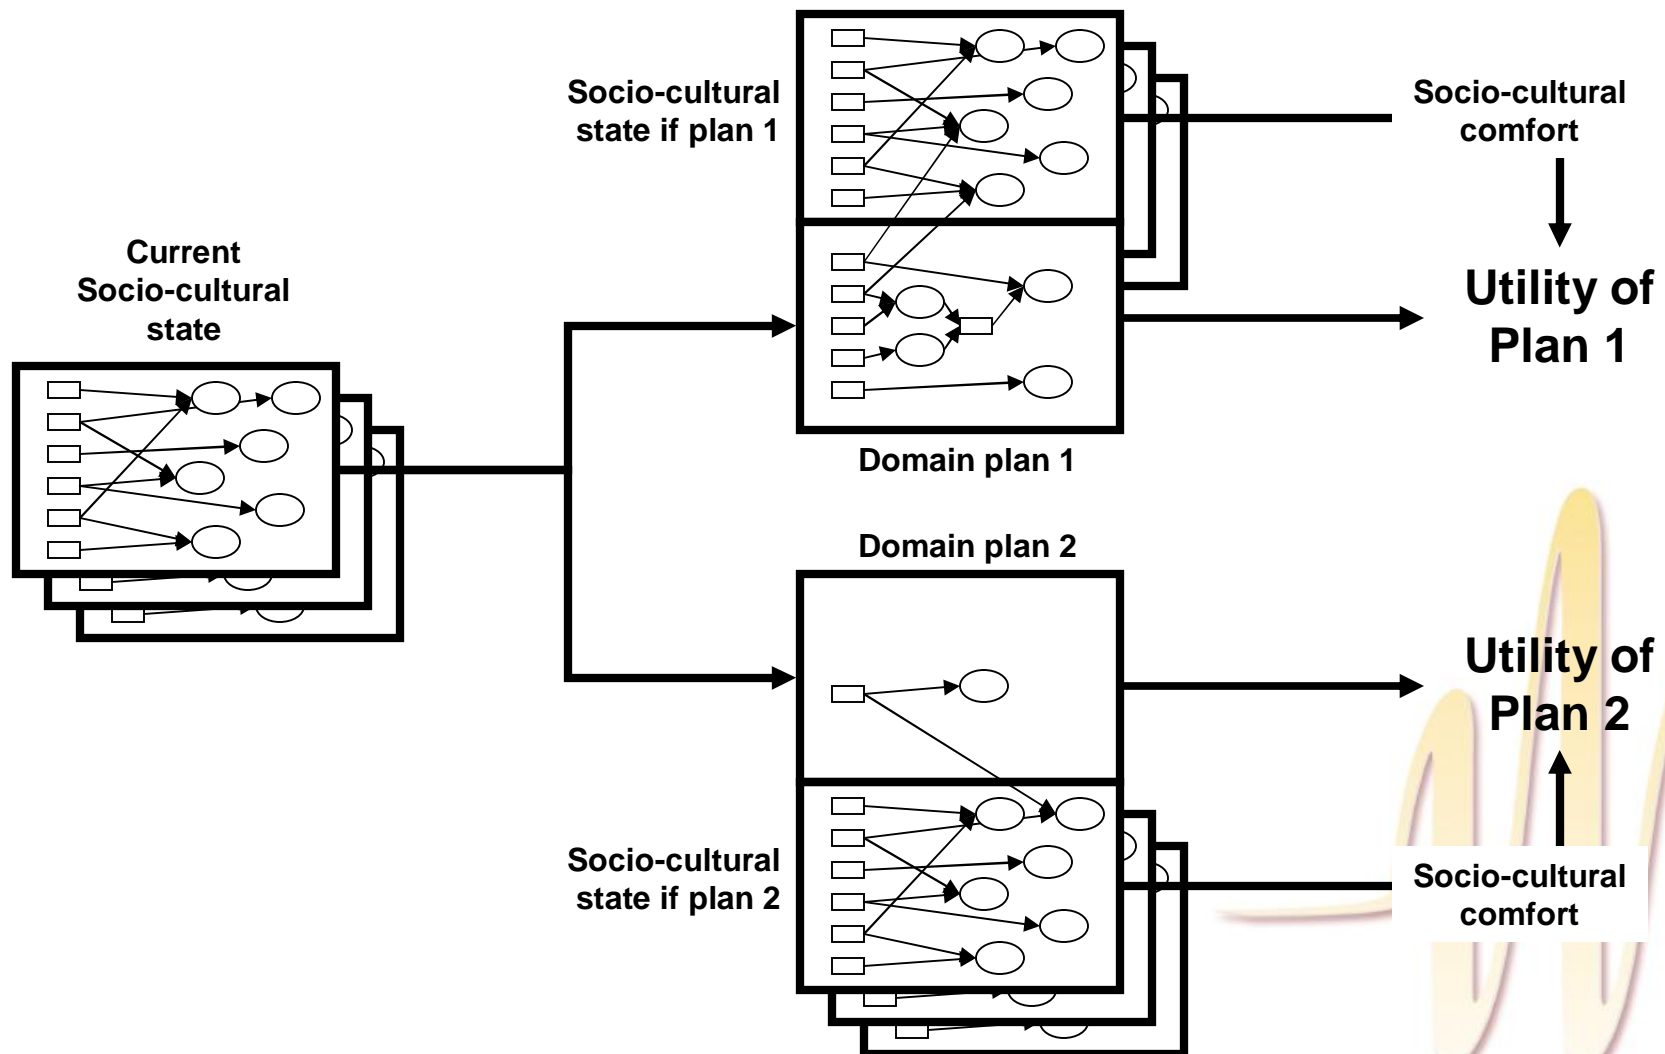 Socio-cultural
state if plan 1
Socio-cultural
comfort
Current
Socio-cultural
state
Utility of
Plan 1
Domain plan 1
Domain plan 2
Utility of
Plan 2
Socio-cultural
state if plan 2
Socio-cultural
comfort